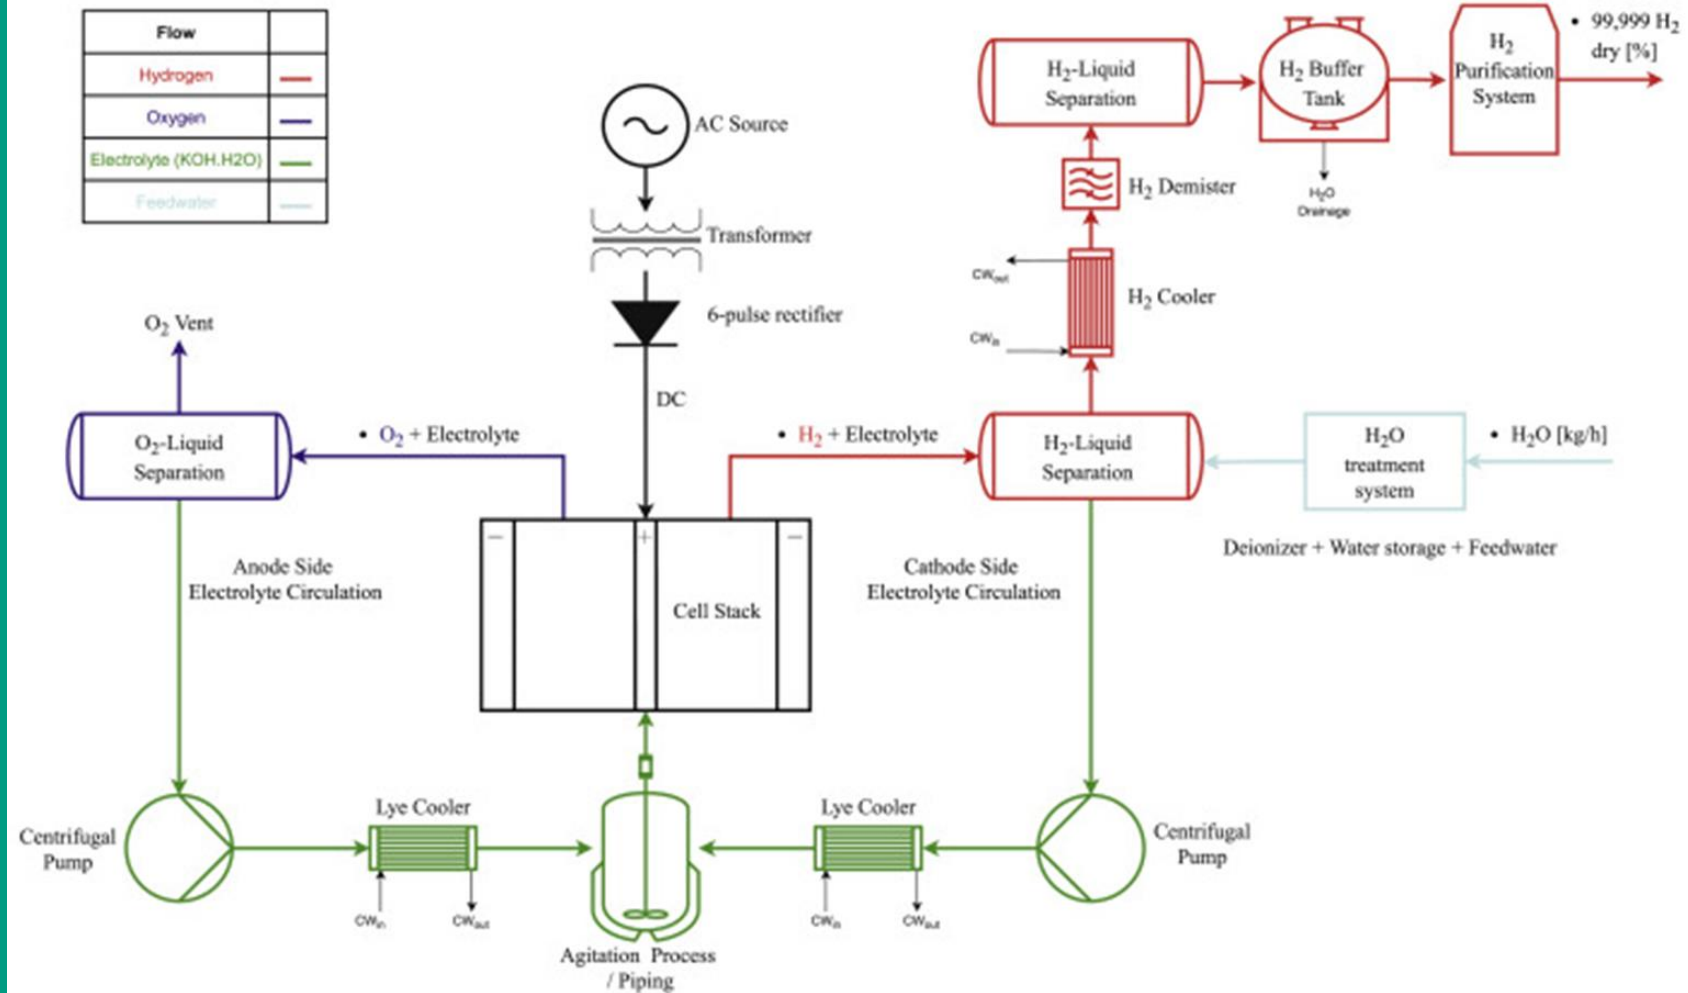 Flow
Hydrogen
Oxygen
Electrolyte (KOH.H2O)
Feedwater
AC Source
Transformer
6-pulse rectifier
DC
H₂-Liquid
Separation
H₂ Buffer
Tank
H₂
Purification
System
• 99,999 H₂
dry [%]
H₂O
Drainage
H₂ Demister
CWout
H₂ Cooler
CWin
O₂ Vent
O₂-Liquid
Separation
• O₂ + Electrolyte
• H₂ + Electrolyte
H₂-Liquid
Separation
H₂O
treatment
system
• H₂O [kg/h]
Deionizer + Water storage + Feedwater
Anode Side
Electrolyte Circulation
− + −
Cell Stack
Cathode Side
Electrolyte Circulation
Centrifugal
Pump
Lye Cooler
CWin
CWout
Agitation Process
/ Piping
Lye Cooler
CWin
CWout
Centrifugal
Pump